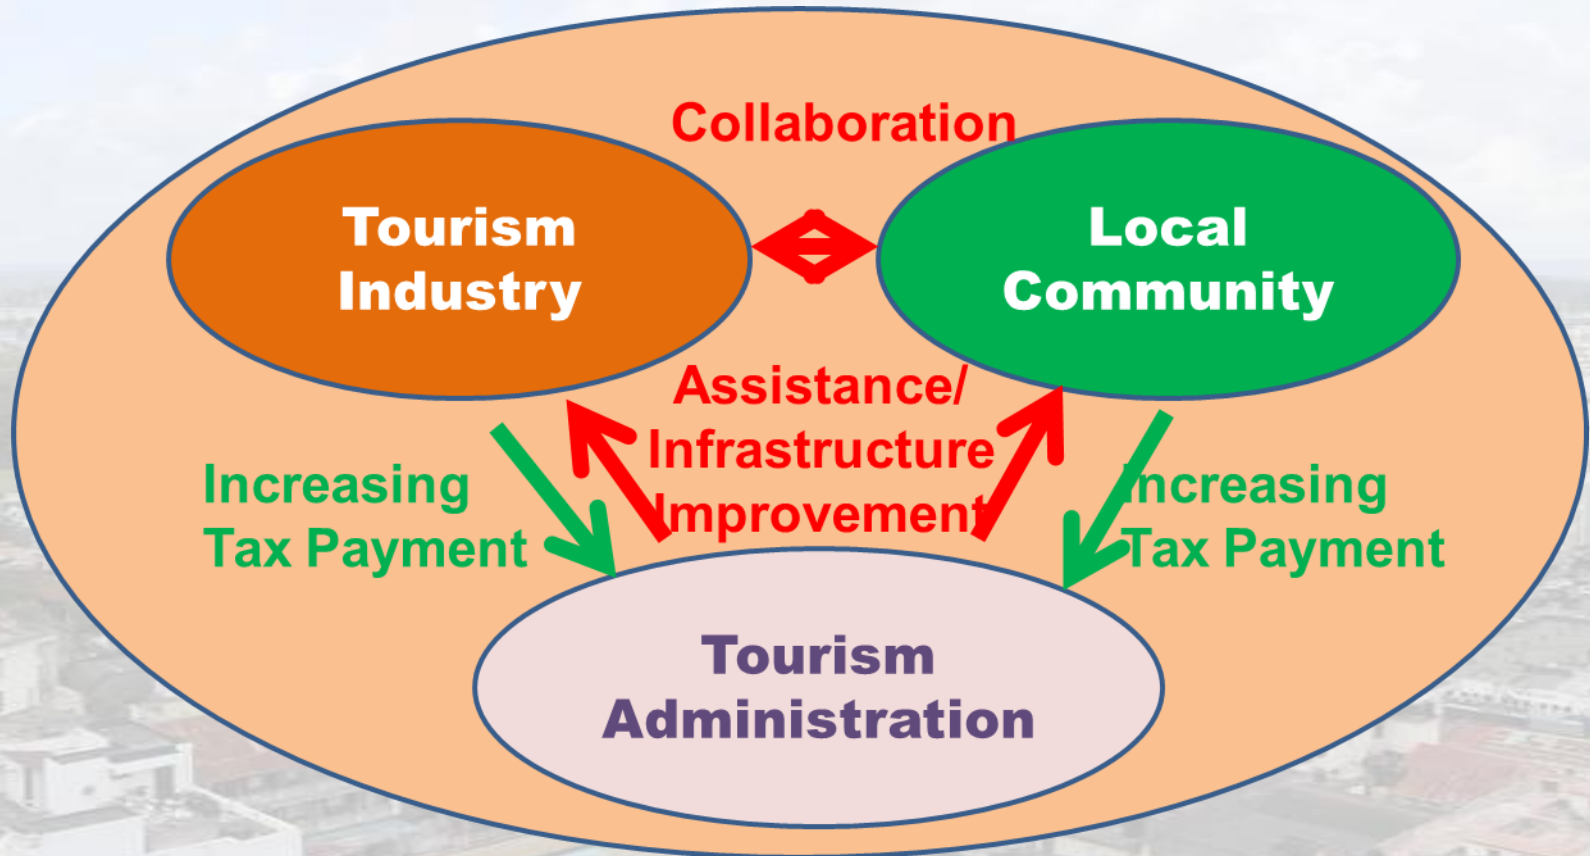 Collaboration
Tourism
Industry
Local
Community
Assistance/
Infrastructure
Improvement
Increasing
Tax Payment
Increasing
Tax Payment
Tourism
Administration